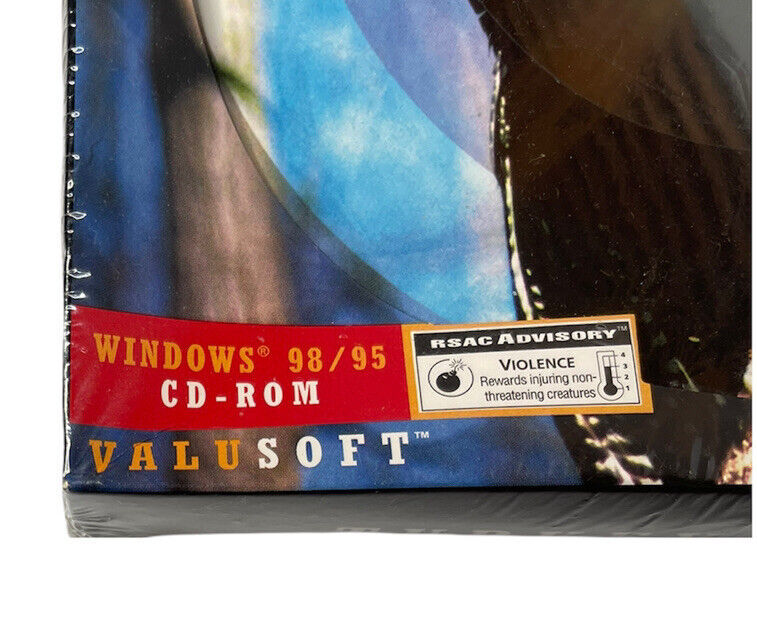 WINDOWS® 98/95
CD-ROM
RSAC ADVISORY™
VIOLENCE
Rewards injuring non-
threatening creatures
4
3
2
1
VALUSOFT™